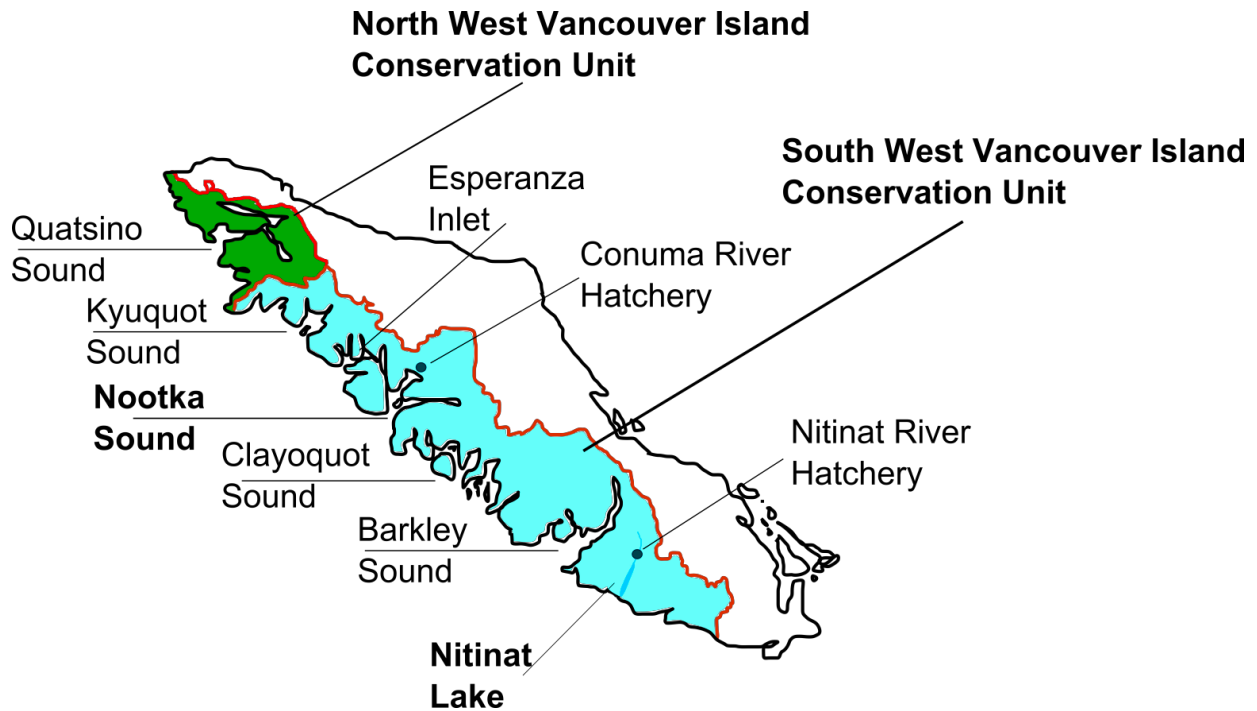 North West Vancouver Island
Conservation Unit
South West Vancouver Island
Conservation Unit
Esperanza
Inlet
Quatsino
Sound
Conuma River
Hatchery
Kyuquot
Sound
Nootka
Sound
Clayoquot
Sound
Nitinat River
Hatchery
Barkley
Sound
Nitinat
Lake